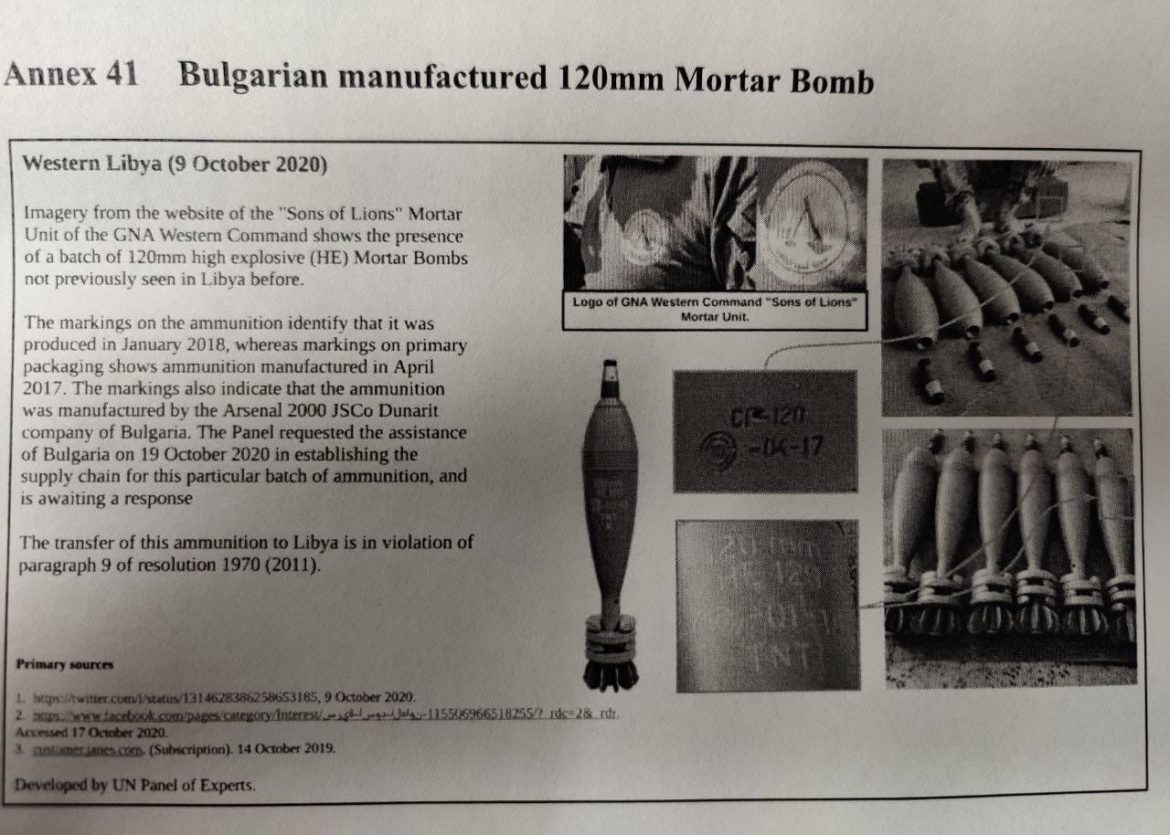 Annex 41 Bulgarian manufactured 120mm Mortar Bomb
Western Libya (9 October 2020)
Imagery from the website of the "Sons of Lions" Mortar
Unit of the GNA Western Command shows the presence
of a batch of 120mm high explosive (HE) Mortar Bombs
not previously seen in Libya before.
The markings on the ammunition identify that it was
produced in January 2018, whereas markings on primary
packaging shows ammunition manufactured in April
2017. The markings also indicate that the ammunition
was manufactured by the Arsenal 2000 JSCo Dunarit
company of Bulgaria. The Panel requested the assistance
of Bulgaria on 19 October 2020 in establishing the
supply chain for this particular batch of ammunition, and
is awaiting a response
The transfer of this ammunition to Libya is in violation of
paragraph 9 of resolution 1970 (2011).
Primary sources
1. https://twitter.com/i/status/1314628386258653185, 9 October 2020.
2. https://www.facebook.com/pages/category/Interest/
-115506966518255/?_rdc=2&_rdr.
Accessed 17 October 2020.
3. customer.janes.com. (Subscription). 14 October 2019.
Developed by UN Panel of Experts.
Logo of GNA Western Command "Sons of Lions"
Mortar Unit.
-120
-04-17
20 mm
HE 120
-01-1
TNT
TNT